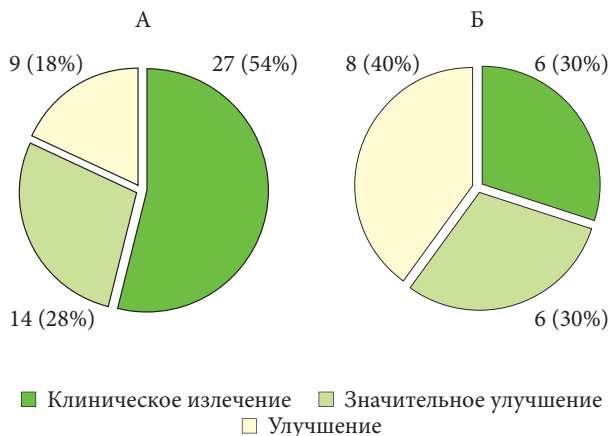 А
Б
9 (18%)
27 (54%)
14 (28%)
8 (40%)
6 (30%)
6 (30%)
Клиническое излечение
Значительное улучшение
Улучшение